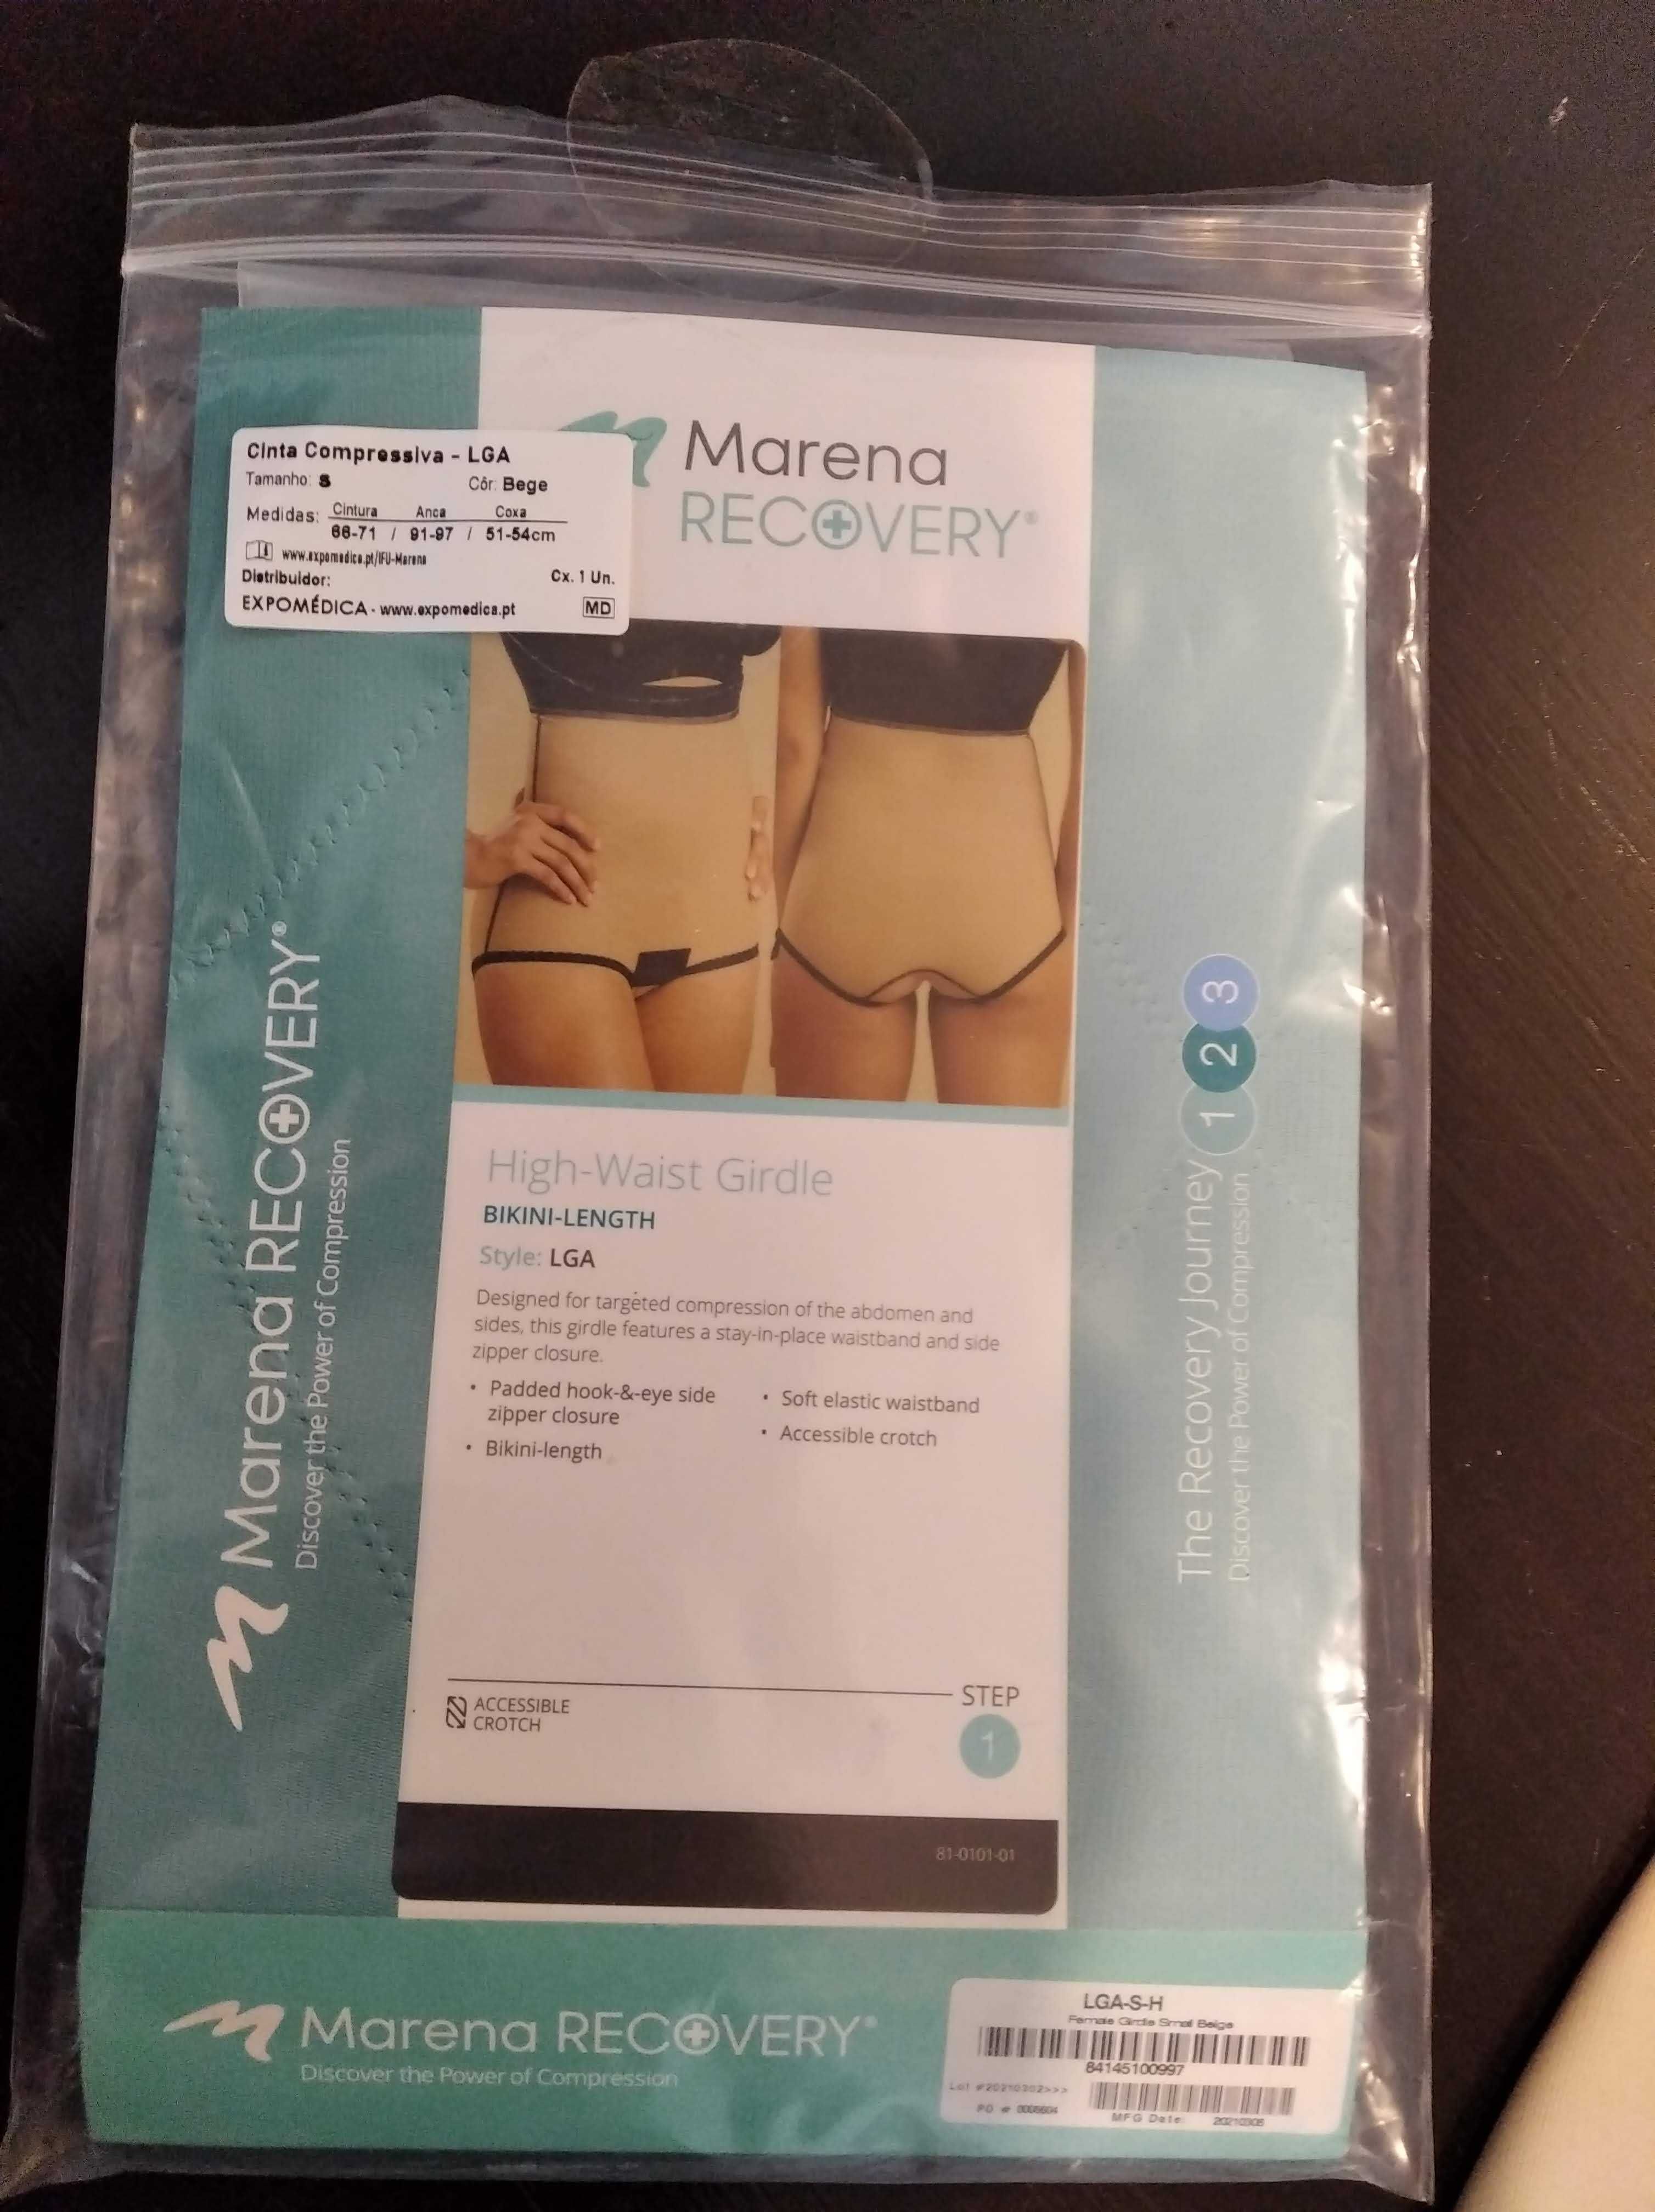 Marena
RECOVERY®
Cinta Compressiva - LGA
Tamanho: S Côr: Bege
Medidas: Cintura Anca Coxa
66-71 / 91-97 / 51-54cm
www.expomedica.pt/IFU-Marena
Distribuidor: Cx. 1 Un.
EXPOMÉDICA - www.expomedica.pt MD
High-Waist Girdle
BIKINI-LENGTH
Style: LGA
Designed for targeted compression of the abdomen and
sides, this girdle features a stay-in-place waistband and side
zipper closure.
• Padded hook-&-eye side
zipper closure
• Bikini-length
• Soft elastic waistband
• Accessible crotch
ACCESSIBLE
CROTCH
STEP
1
81-0101-01
Marena RECOVERY®
Discover the Power of Compression
The Recovery Journey 1 2 3
Discover the Power of Compression
Marena RECOVERY®
Discover the Power of Compression
LGA-S-H
Female Girdle Small Beige
84145100997
Lot #20210302>>>
PO #
MFG Date: 20210308